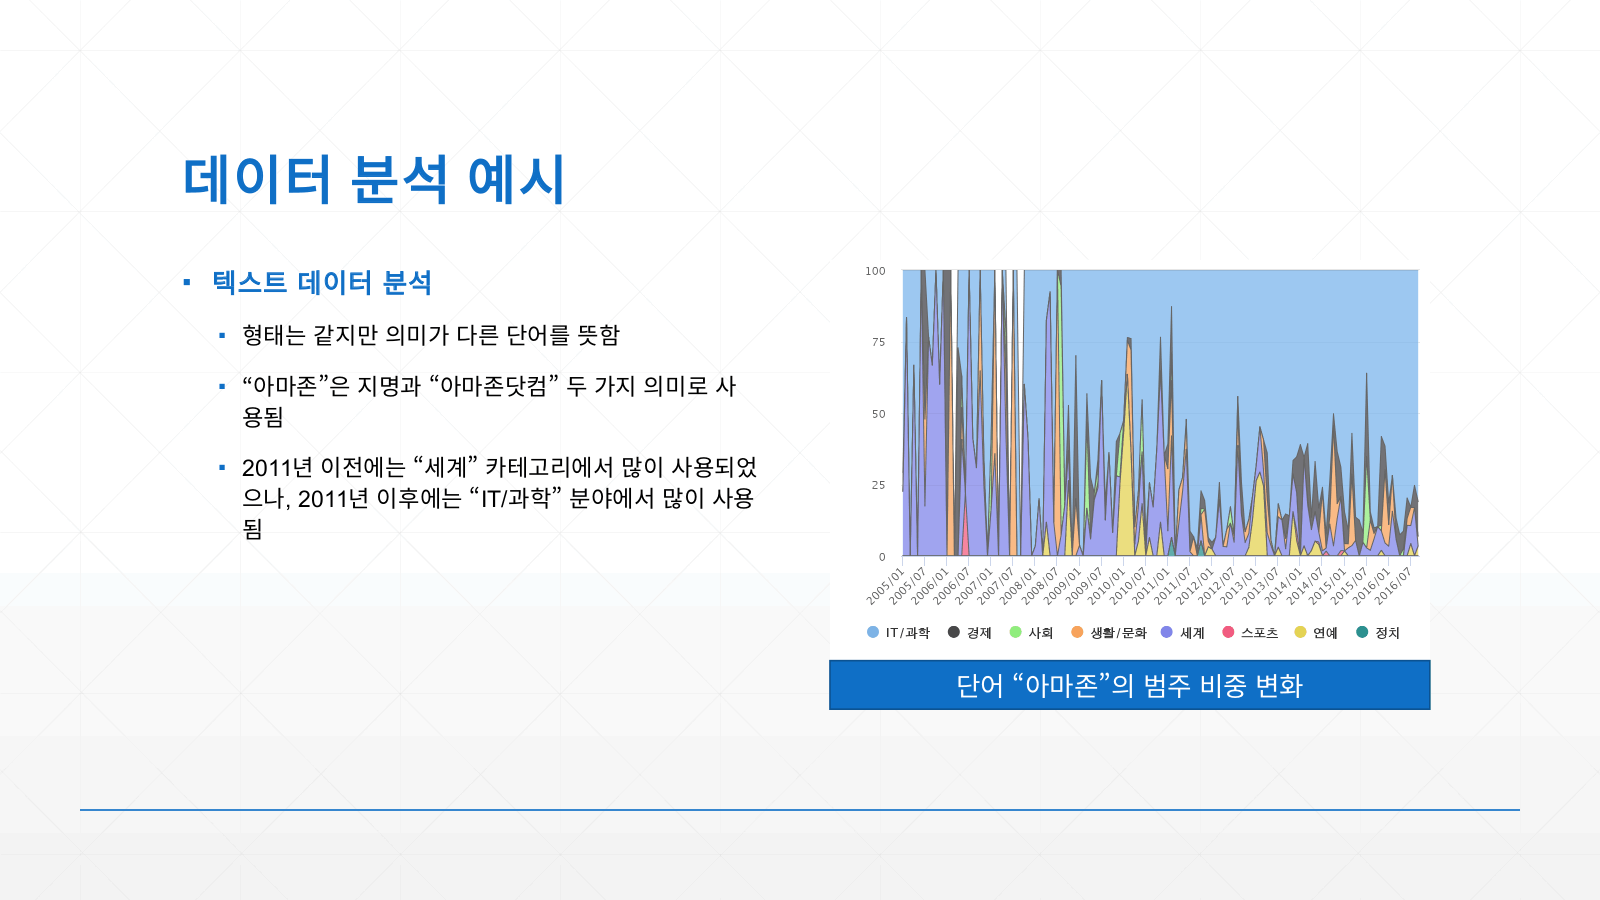 데이터 분석 예시
▪ 텍스트 데이터 분석
▪ 형태는 같지만 의미가 다른 단어를 뜻함
▪ “아마존”은 지명과 “아마존닷컴” 두 가지 의미로 사
용됨
▪ 2011년 이전에는 “세계” 카테고리에서 많이 사용되었
으나, 2011년 이후에는 “IT/과학” 분야에서 많이 사용
됨
100
75
50
25
0
2005/01 2005/07 2006/01 2006/07 2007/01 2007/07 2008/01 2008/07 2009/01 2009/07 2010/01 2010/07 2011/01 2011/07 2012/01 2012/07 2013/01 2013/07 2014/01 2014/07 2015/01 2015/07 2016/01 2016/07
IT/과학 경제 사회 생활/문화 세계 스포츠 연예 정치
단어 “아마존”의 범주 비중 변화